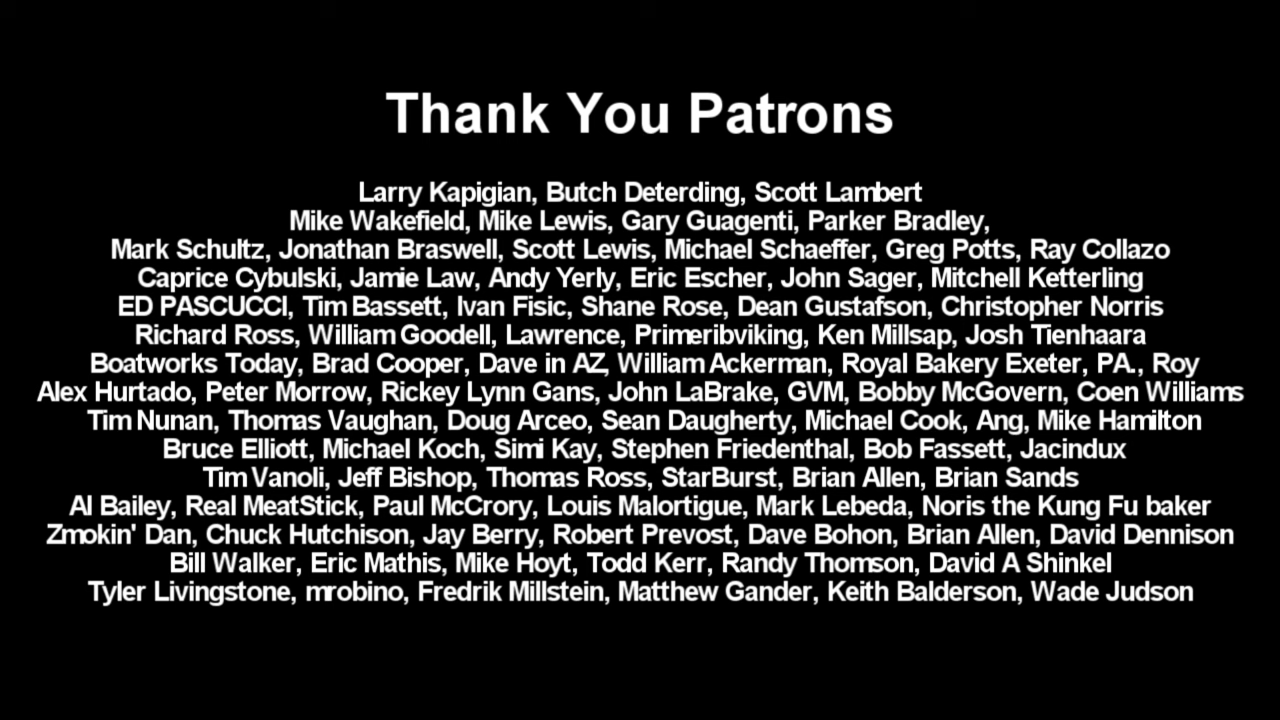 Thank You Patrons
Larry Kapigian, Butch Deterding, Scott Lambert
Mike Wakefield, Mike Lewis, Gary Guagenti, Parker Bradley,
Mark Schultz, Jonathan Braswell, Scott Lewis, Michael Schaeffer, Greg Potts, Ray Collazo
Caprice Cybulski, Jamie Law, Andy Yerly, Eric Escher, John Sager, Mitchell Ketterling
ED PASCUCCI, Tim Bassett, Ivan Fisic, Shane Rose, Dean Gustafson, Christopher Norris
Richard Ross, William Goodell, Lawrence, Primeribviking, Ken Millsap, Josh Tienhaara
Boatworks Today, Brad Cooper, Dave in AZ, William Ackerman, Royal Bakery Exeter, PA., Roy
Alex Hurtado, Peter Morrow, Rickey Lynn Gans, John LaBrake, GVM, Bobby McGovern, Coen Williams
Tim Nunan, Thomas Vaughan, Doug Arceo, Sean Daugherty, Michael Cook, Ang, Mike Hamilton
Bruce Elliott, Michael Koch, Simi Kay, Stephen Friedenthal, Bob Fassett, Jacindux
Tim Vanoli, Jeff Bishop, Thomas Ross, StarBurst, Brian Allen, Brian Sands
Al Bailey, Real MeatStick, Paul McCrory, Louis Malortigue, Mark Lebeda, Noris the Kung Fu baker
Zmokin' Dan, Chuck Hutchison, Jay Berry, Robert Prevost, Dave Bohon, Brian Allen, David Dennison
Bill Walker, Eric Mathis, Mike Hoyt, Todd Kerr, Randy Thomson, David A Shinkel
Tyler Livingstone, mrobino, Fredrik Millstein, Matthew Gander, Keith Balderson, Wade Judson